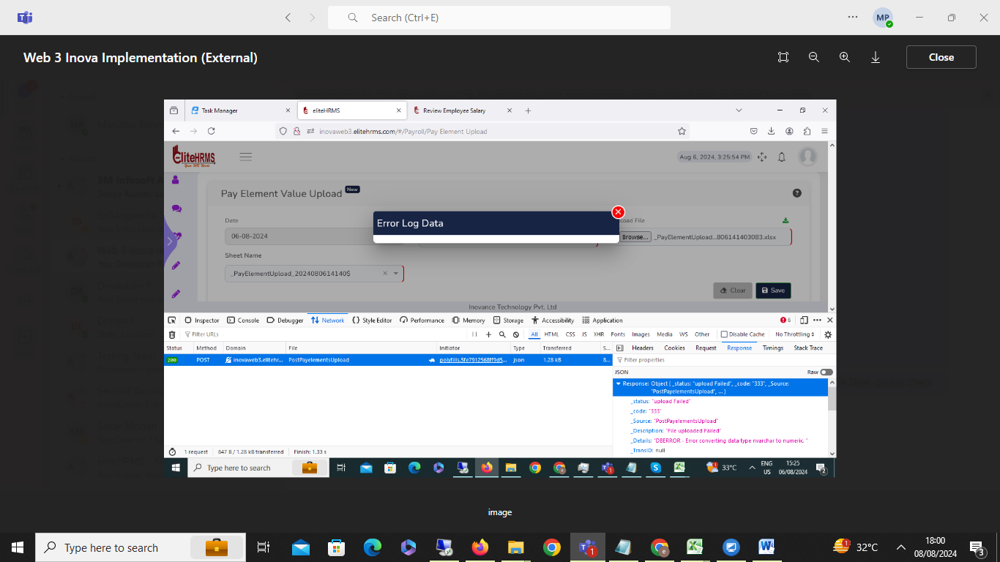 Search (Ctrl+E)
MP
Web 3 Inova Implementation (External)
Close
Task Manager
eliteHRMS
Review Employee Salary
inovaweb3.elitehrms.com/#/Payroll/Pay Element Upload
EliteHRMS
Your HR Mate
Aug 6, 2024, 3:25:54 PM
Pay Element Value Upload New
Error Log Data
Date
oad File
06-08-2024
Browse... _PayElementUpload...806141403083.xlsx
Sheet Name
_PayElementUpload_2024080614140$
Clear
Save
Inovance Technology Pvt. Ltd
Inspector Console Debugger Network Style Editor Performance Memory Storage Accessibility Application 6
Filter URLs
All HTML CSS JS XHR Fonts Images Media WS Other Disable Cache No Throttling
Status Method Domain File Initiator Type Transferred S... Headers Cookies Request Response Timings Stack Trace
200 POST inovaweb3.elitehr... PostPayelementsUpload polyfills.5fe7912568ff9d5... json 1.28 kB 8...
Filter properties
JSON
Raw
Response: Object { _status: "upload Failed", _code: "333", _Source:
"PostPayelementsUpload", ... }
_status: "upload Failed"
_code: "333"
_Source: "PostPayelementsUpload"
_Description: "File uploaded Failed"
_Details: "DBERROR - Error converting data type nvarchar to numeric. "
_TransID: null
1 request 847 B / 1.28 kB transferred Finish: 1.33 s
Type here to search
33°C
ENG
US
15:25
06/08/2024
2
image
Type here to search
1
32°C
18:00
08/08/2024
3